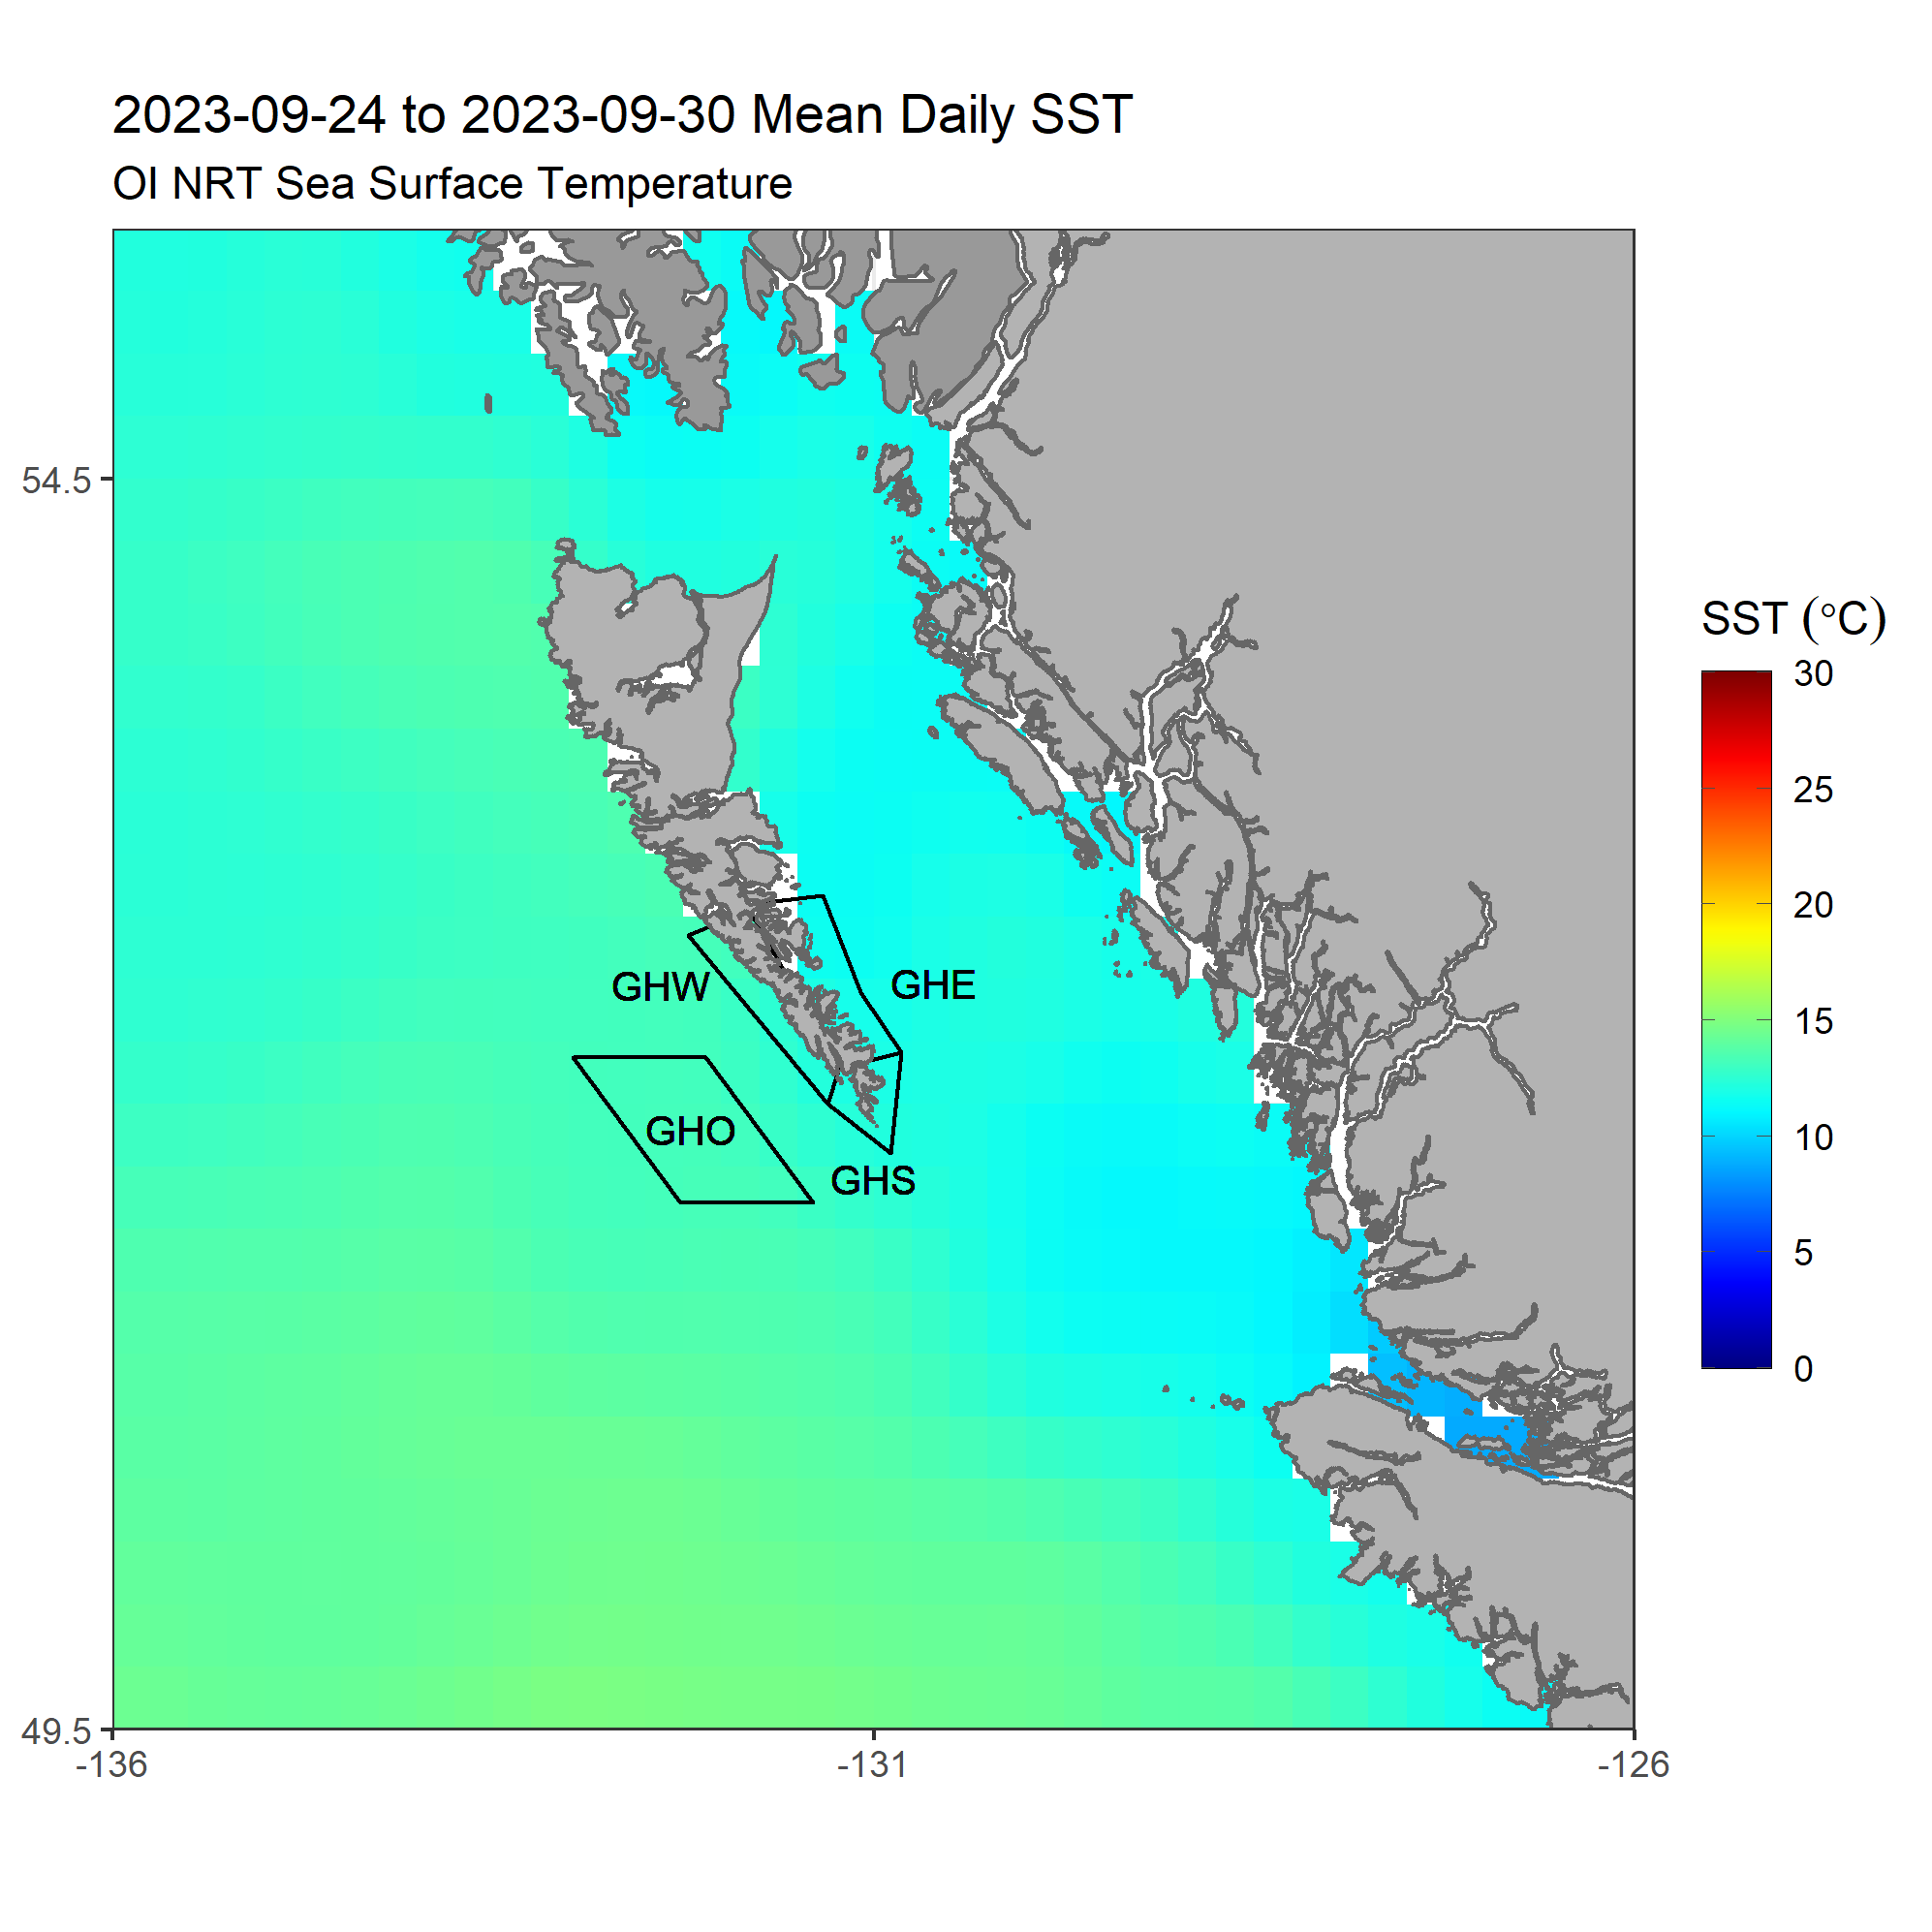 2023-09-24 to 2023-09-30 Mean Daily SST
OI NRT Sea Surface Temperature
54.5
49.5
-136
-131
-126
GHW
GHE
GHO
GHS
SST (°C)
30
25
20
15
10
5
0